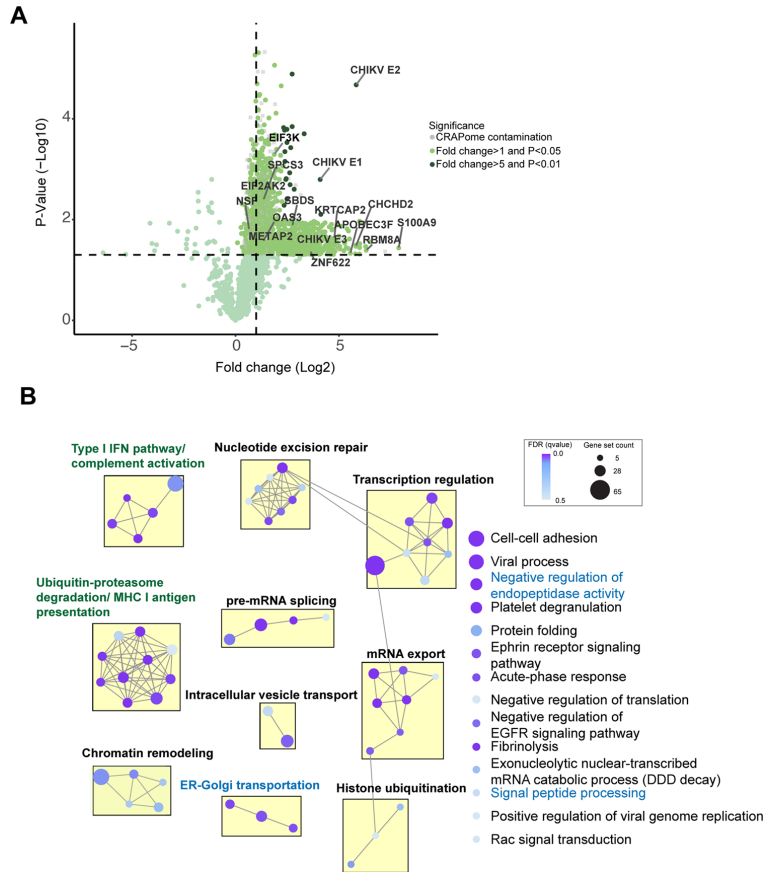 A
P-Value (−Log10)
4
2
0
−5
0
5
Fold change (Log2)
CHIKV E2
EIF3K
CHIKV E1
SPCS3
EIF2AK2
NSF
SBDS
OAS3
KRTCAP2
CHCHD2
APOBEC3F
S100A9
METAP2
CHIKV E3
RBM8A
ZNF622
Significance
CRAPome contamination
Fold change>1 and P<0.05
Fold change>5 and P<0.01
B
Type I IFN pathway/
complement activation
Nucleotide excision repair
Transcription regulation
FDR (qvalue)
0.0
0.5
Gene set count
5
28
65
Ubiquitin-proteasome
degradation/ MHC I antigen
presentation
pre-mRNA splicing
mRNA export
Intracellular vesicle transport
Chromatin remodeling
ER-Golgi transportation
Histone ubiquitination
Cell-cell adhesion
Viral process
Negative regulation of
endopeptidase activity
Platelet degranulation
Protein folding
Ephrin receptor signaling
pathway
Acute-phase response
Negative regulation of translation
Negative regulation of
EGFR signaling pathway
Fibrinolysis
Exonucleolytic nuclear-transcribed
mRNA catabolic process (DDD decay)
Signal peptide processing
Positive regulation of viral genome replication
Rac signal transduction